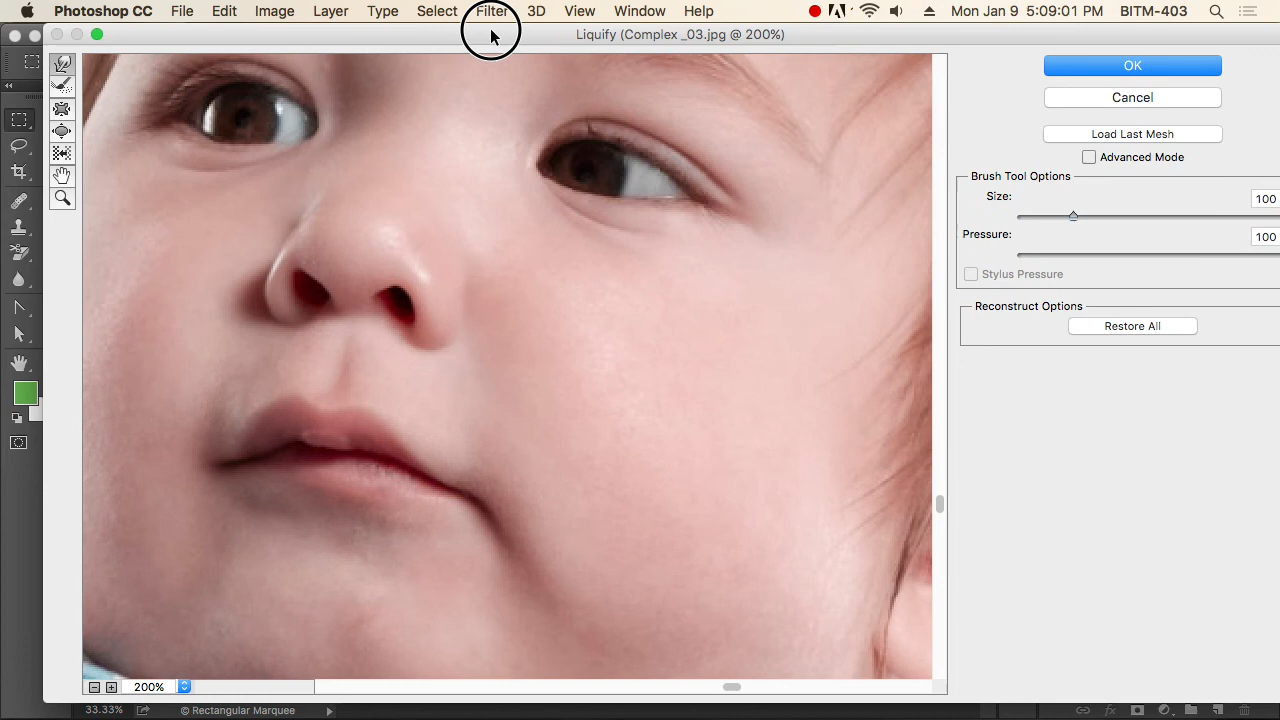 Photoshop CC File Edit Image Layer Type Select Filter 3D View Window Help Mon Jan 9 5:09:01 PM BITM-403
Liquify (Complex _03.jpg @ 200%)
OK
Cancel
Load Last Mesh
Advanced Mode
Brush Tool Options
Size: 100
Pressure: 100
Stylus Pressure
Reconstruct Options
Restore All
200%
33.33% © Rectangular Marquee